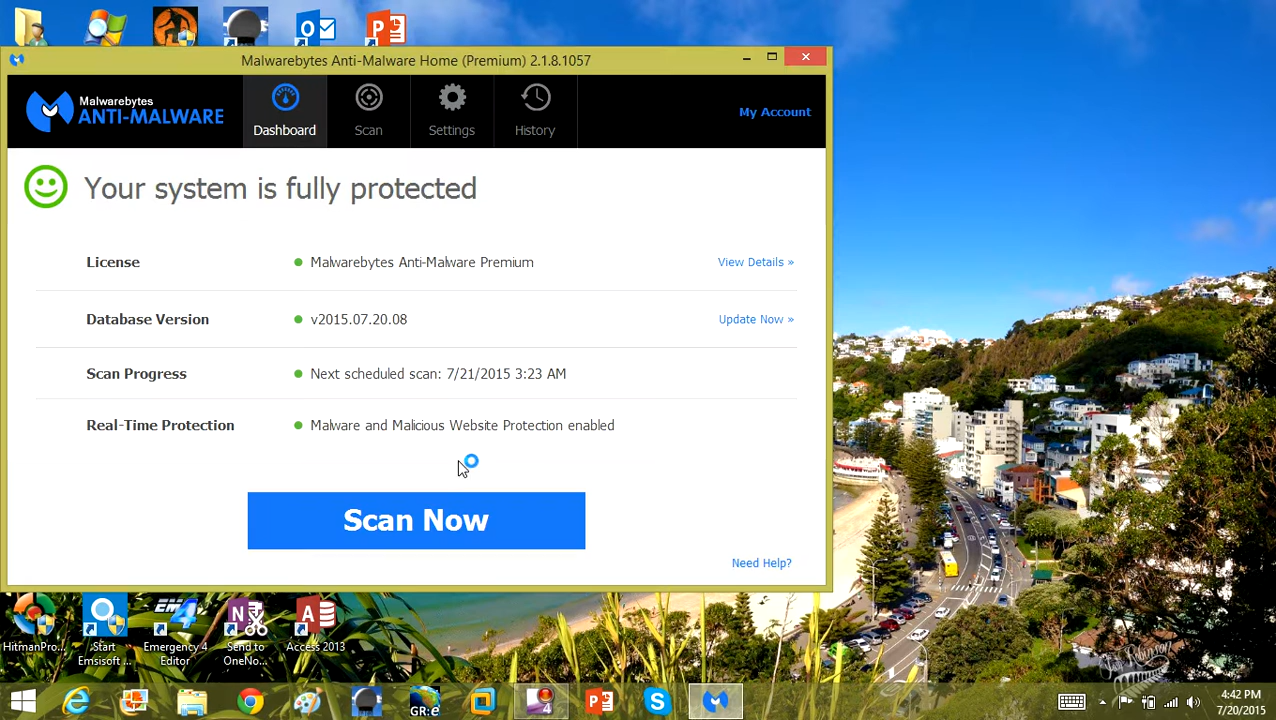 Malwarebytes Anti-Malware Home (Premium) 2.1.8.1057
Malwarebytes
ANTI-MALWARE
Dashboard
Scan
Settings
History
My Account
Your system is fully protected
License
Malwarebytes Anti-Malware Premium
View Details »
Database Version
v2015.07.20.08
Update Now »
Scan Progress
Next scheduled scan: 7/21/2015 3:23 AM
Real-Time Protection
Malware and Malicious Website Protection enabled
Scan Now
Need Help?
HitmanPro...
Start
Emsisoft ...
EM4
Emergency 4
Editor
Send to
OneNo...
Access 2013
GR:e
4
4:42 PM
7/20/2015